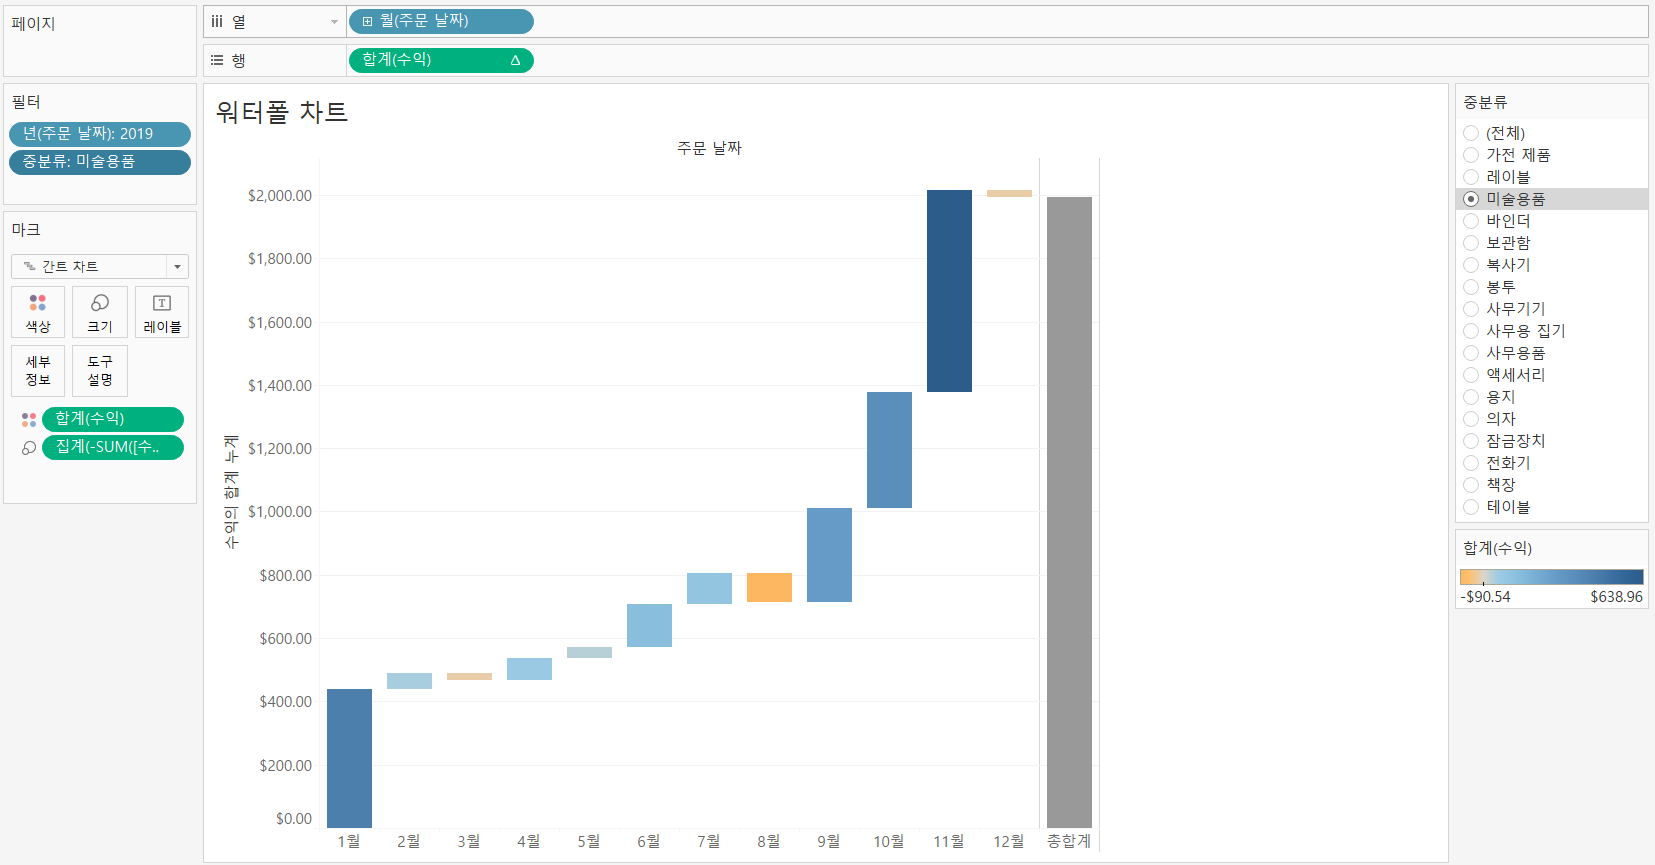 페이지
열
월(주문 날짜)
행
합계(수익) Δ
필터
년(주문 날짜): 2019
중분류: 미술용품
마크
간트 차트
색상
크기
T
레이블
세부
정보
도구
설명
합계(수익)
집계(-SUM([수..
워터폴 차트
주문 날짜
수익의 합계 누계
$2,000.00
$1,800.00
$1,600.00
$1,400.00
$1,200.00
$1,000.00
$800.00
$600.00
$400.00
$200.00
$0.00
1월 2월 3월 4월 5월 6월 7월 8월 9월 10월 11월 12월 총합계
중분류
(전체)
가전 제품
레이블
미술용품
바인더
보관함
복사기
봉투
사무기기
사무용 집기
사무용품
액세서리
용지
의자
잠금장치
전화기
책장
테이블
합계(수익)
-$90.54 $638.96